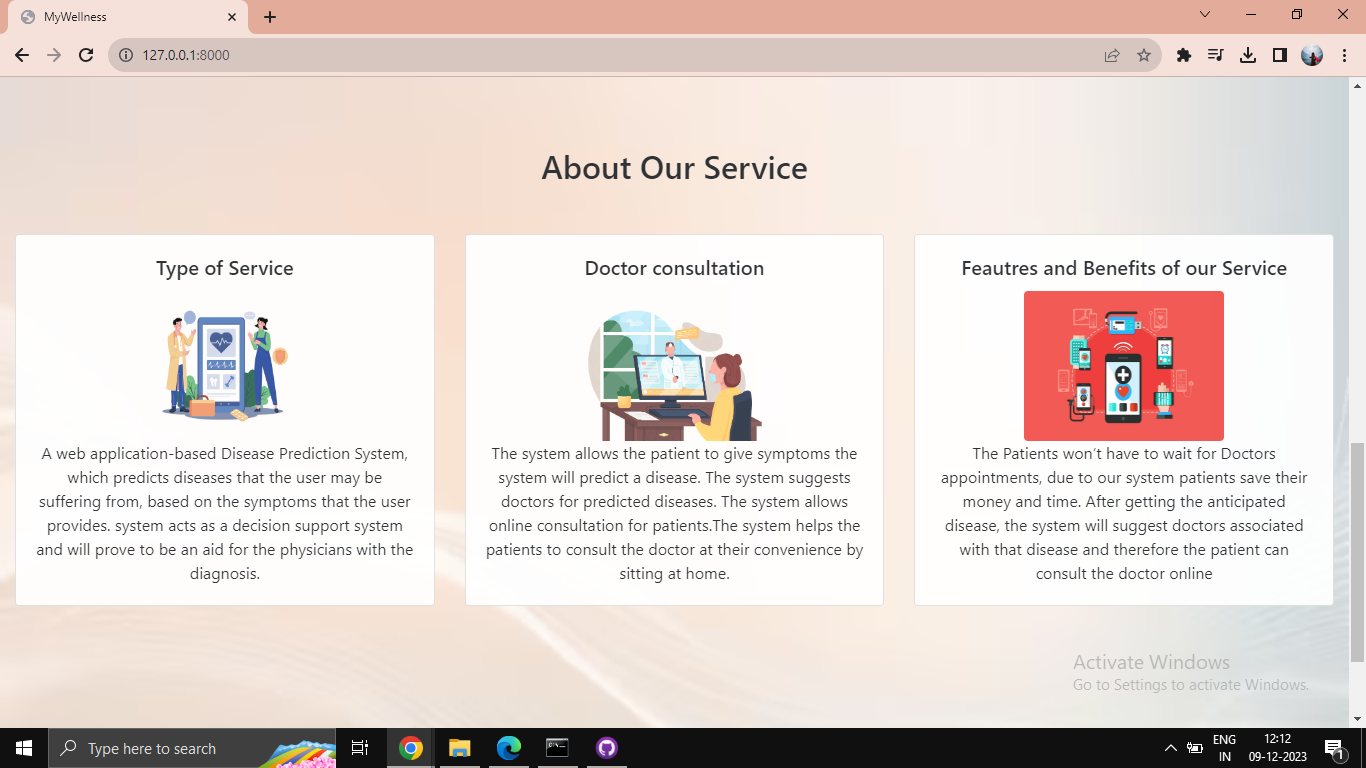 MyWellness
127.0.0.1:8000
About Our Service
Type of Service
A web application-based Disease Prediction System,
which predicts diseases that the user may be
suffering from, based on the symptoms that the user
provides. system acts as a decision support system
and will prove to be an aid for the physicians with the
diagnosis.
Doctor consultation
The system allows the patient to give symptoms the
system will predict a disease. The system suggests
doctors for predicted diseases. The system allows
online consultation for patients.The system helps the
patients to consult the doctor at their convenience by
sitting at home.
Feautres and Benefits of our Service
The Patients won’t have to wait for Doctors
appointments, due to our system patients save their
money and time. After getting the anticipated
disease, the system will suggest doctors associated
with that disease and therefore the patient can
consult the doctor online
Activate Windows
Go to Settings to activate Windows.
Type here to search
ENG
IN
12:12
09-12-2023
1